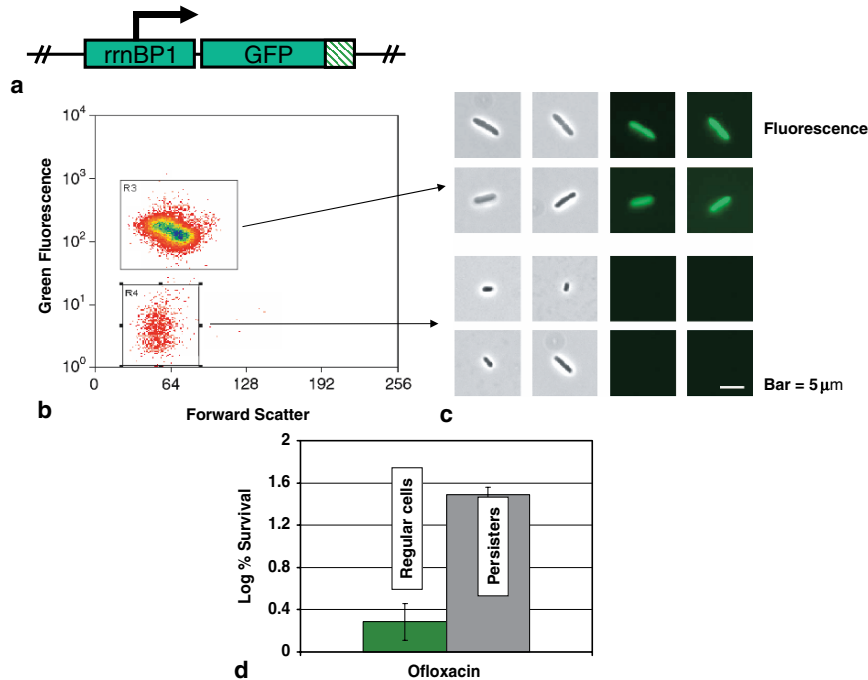 rrnBP1 GFP
a
10⁴
10³
10²
10¹
10⁰
Green Fluorescence
R3
R4
0 64 128 192 256
Forward Scatter
b
Fluorescence
Bar = 5 μm
c
2
1.6
1.2
0.8
0.4
0
Log % Survival
Regular cells
Persisters
Ofloxacin
d